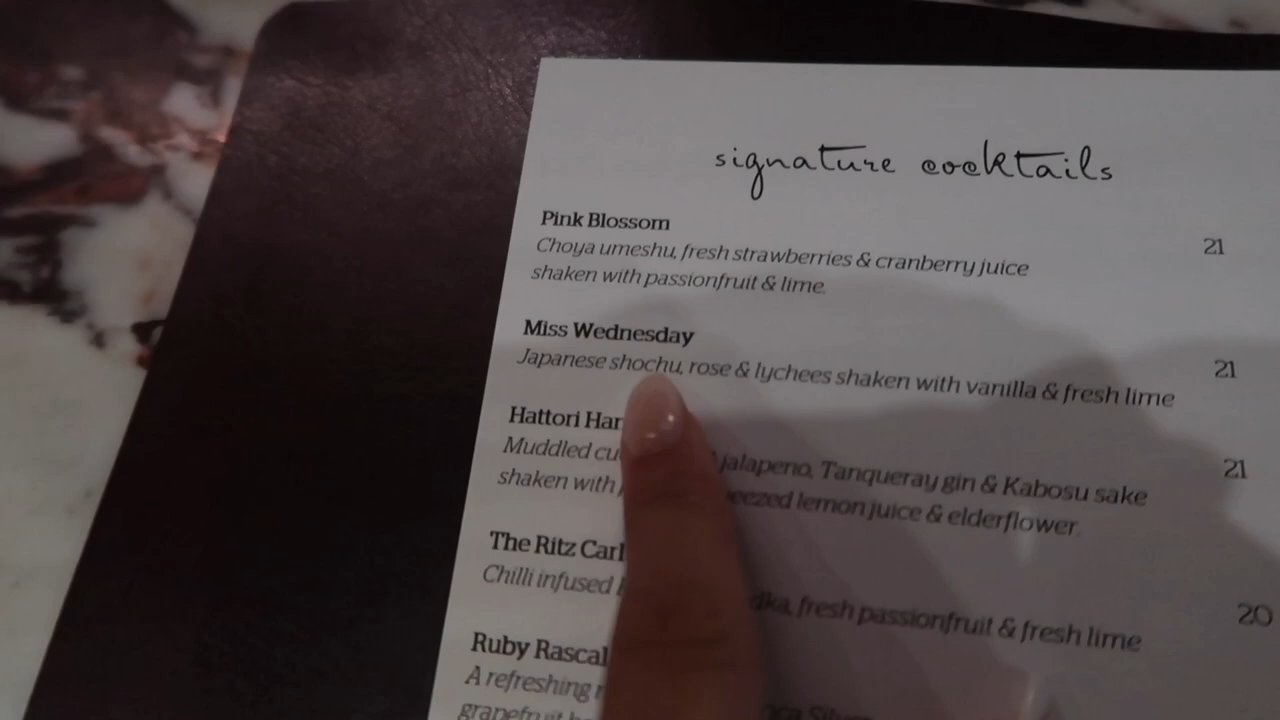 signature cocktails
Pink Blossom
21
Choya umeshu, fresh strawberries & cranberry juice
shaken with passionfruit & lime.
Miss Wednesday
21
Japanese shochu, rose & lychees shaken with vanilla & fresh lime
Hattori
21
Muddled jalapeno, Tanqueray gin & Kabosu sake
shaken with lemon juice & elderflower.
The Ritz
20
Chilli infused fresh passionfruit & fresh lime
Ruby Rascal
A refreshing